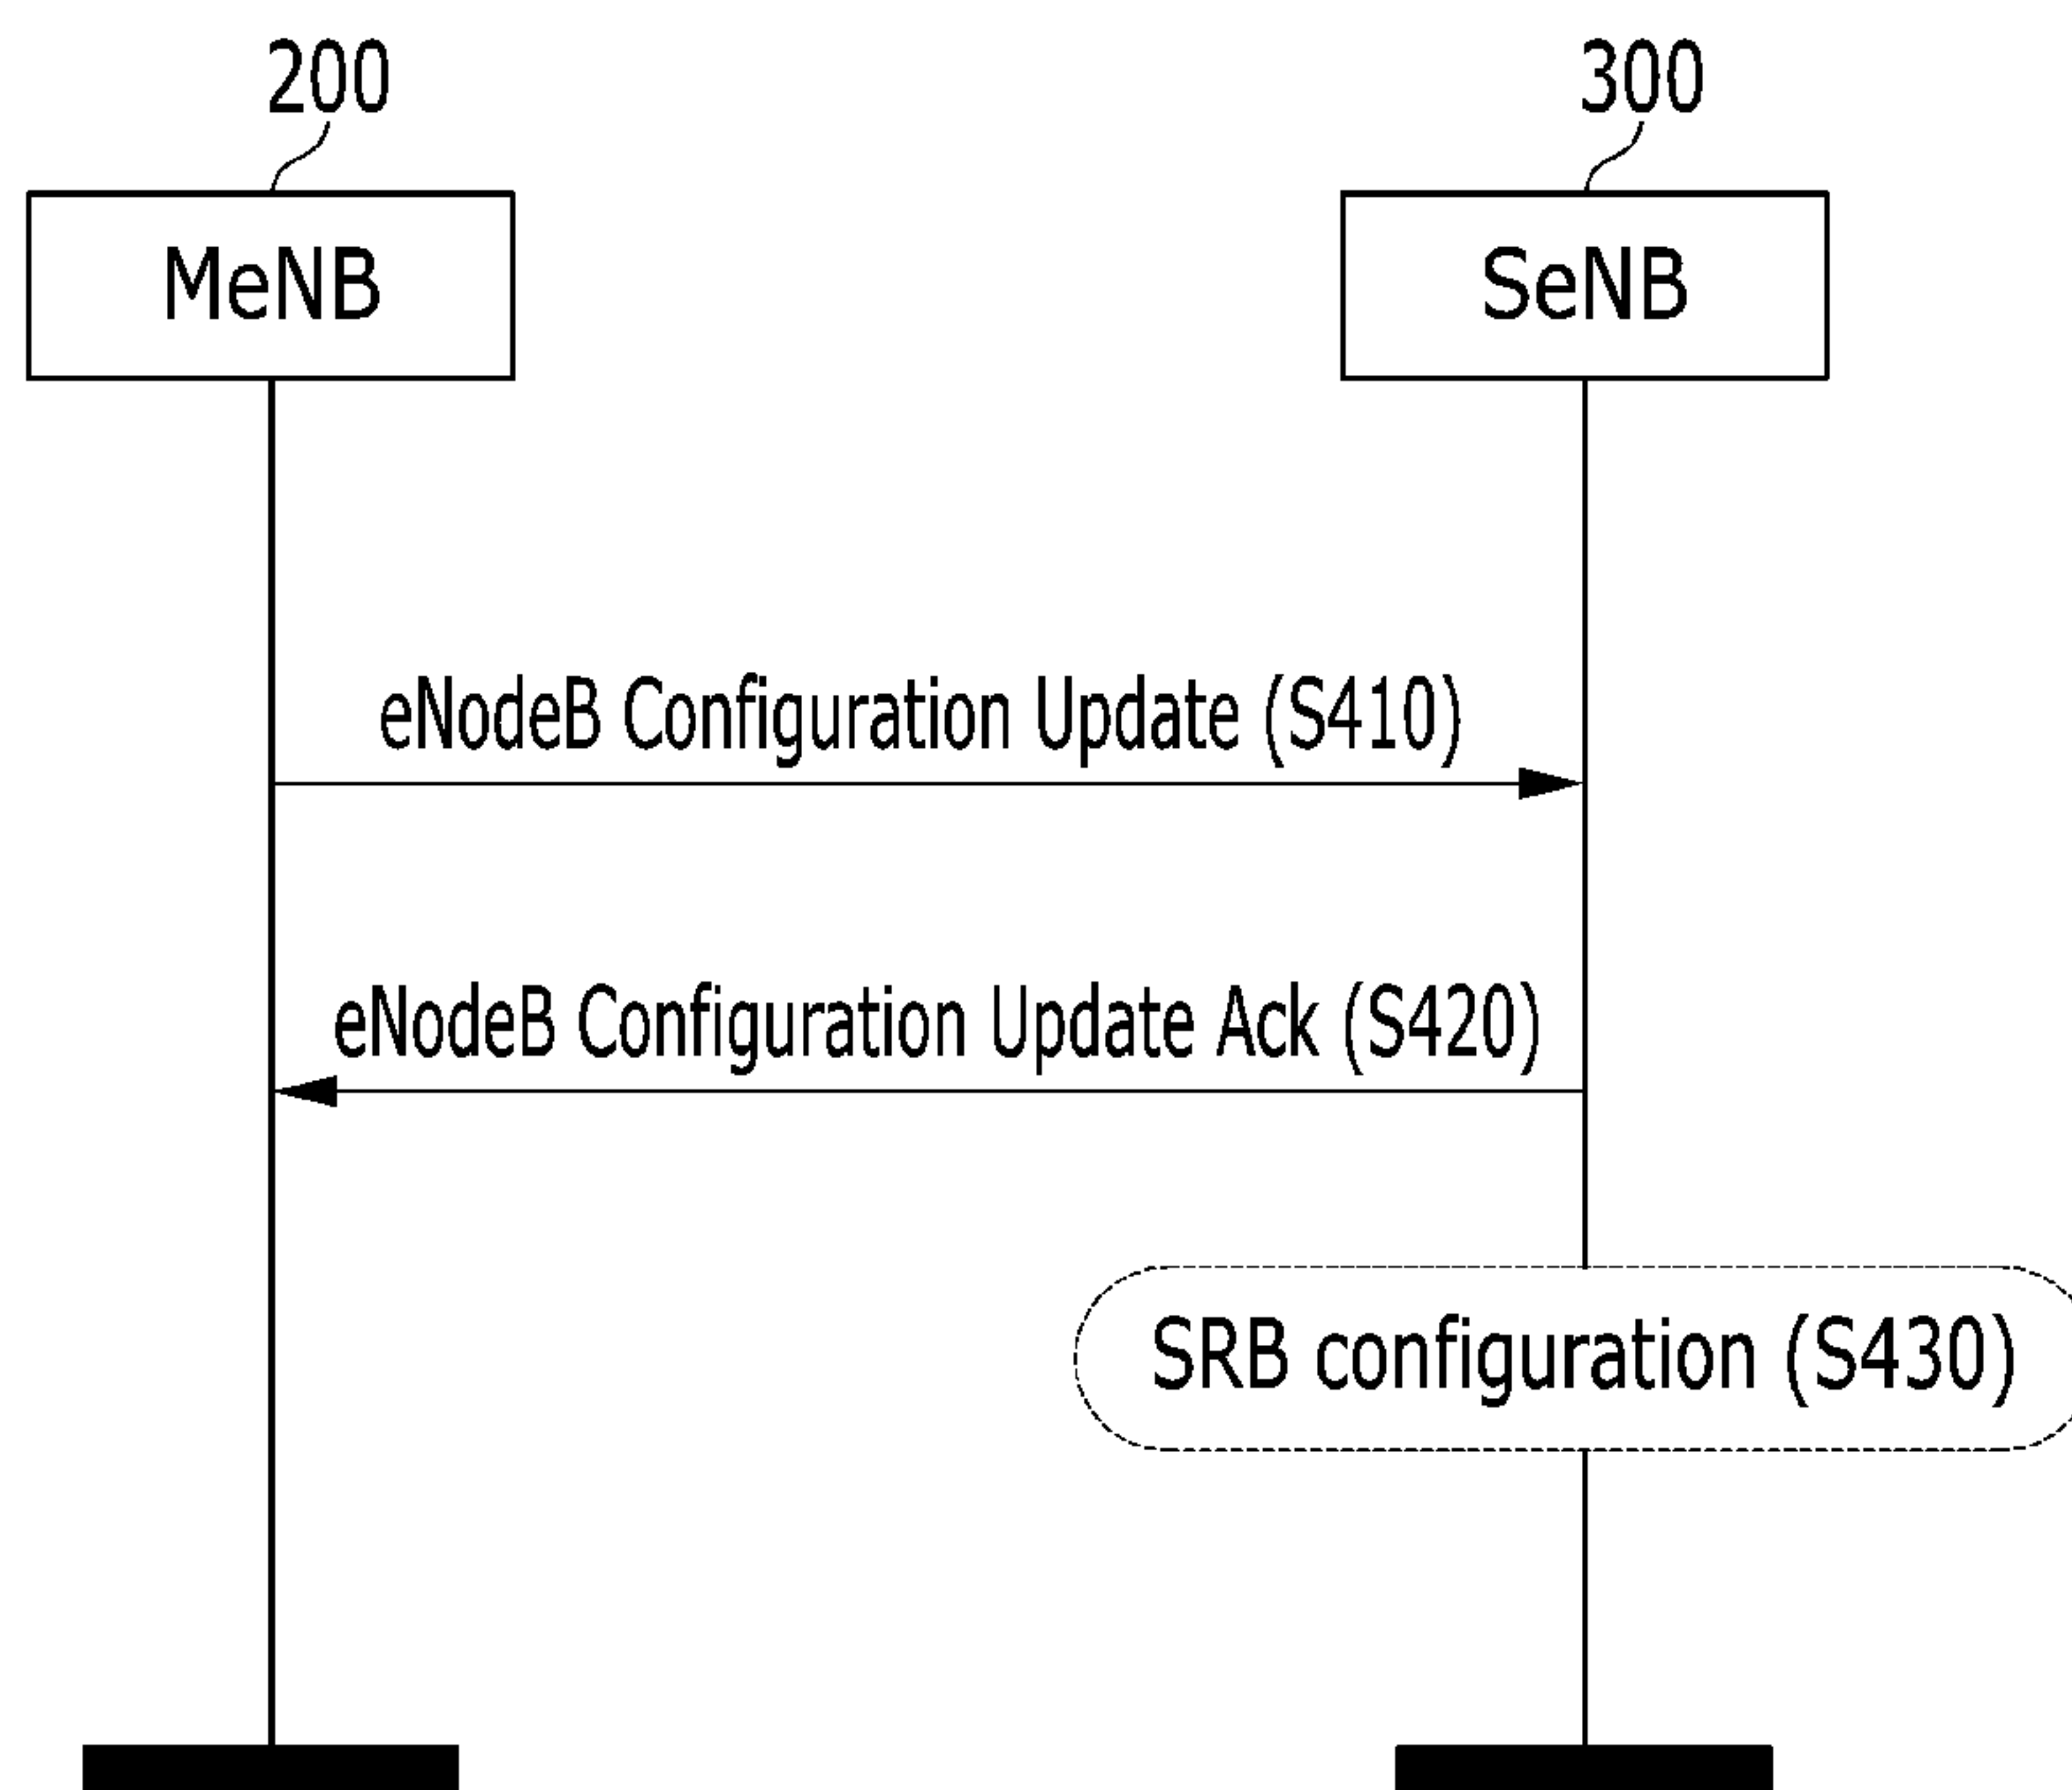 200
300
MeNB
SeNB
eNodeB Configuration Update (S410)
eNodeB Configuration Update Ack (S420)
SRB configuration (S430)